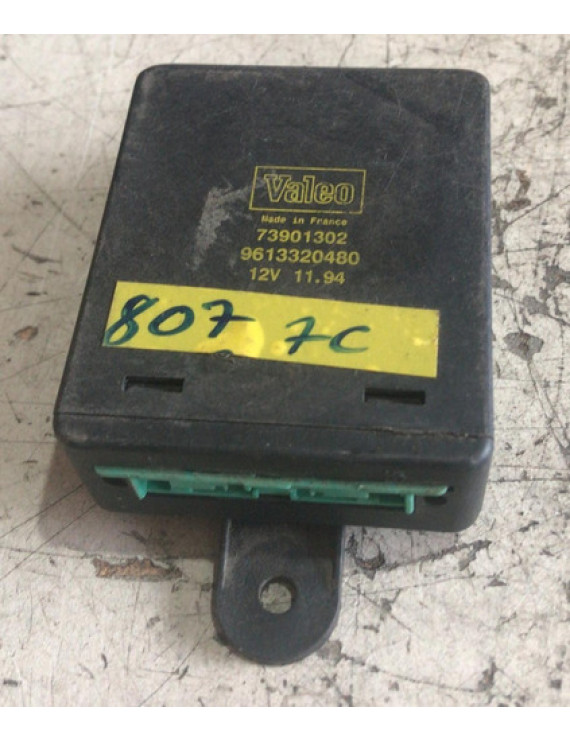 Valeo
Made in France
73901302
9613320480
12V 11.94
807 7C